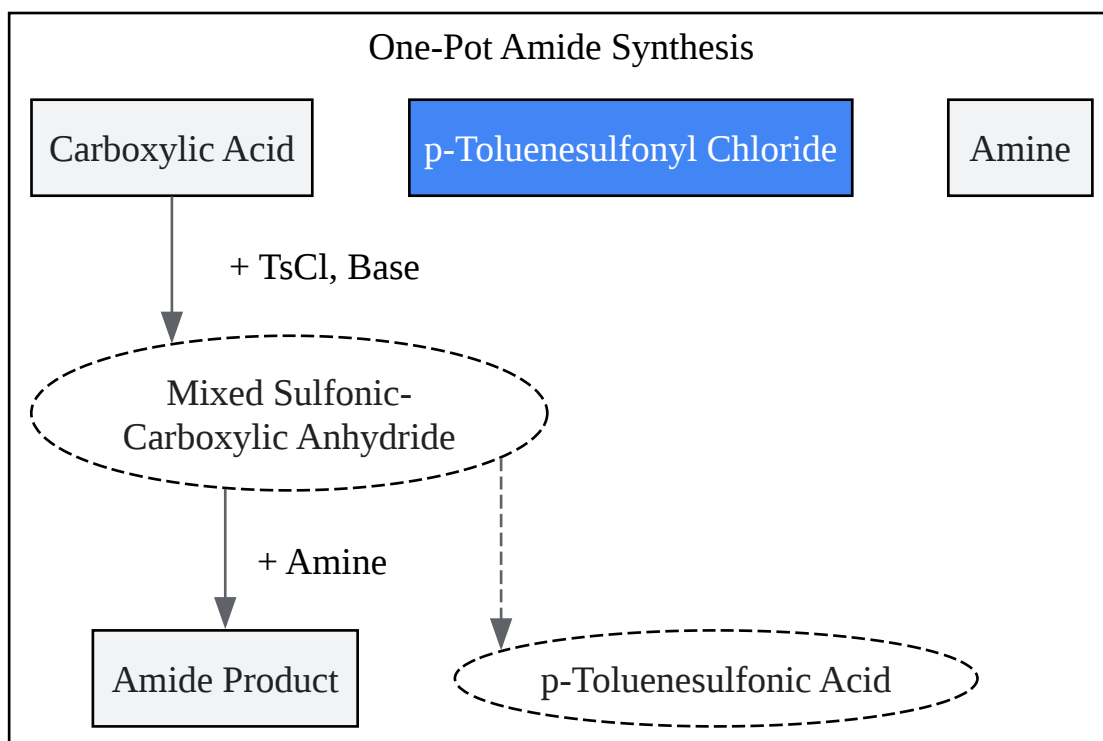 One-Pot Amide Synthesis
Carboxylic Acid
p-Toluenesulfonyl Chloride
Amine
+ TsCl, Base
Mixed Sulfonic-
Carboxylic Anhydride
+ Amine
Amide Product
p-Toluenesulfonic Acid